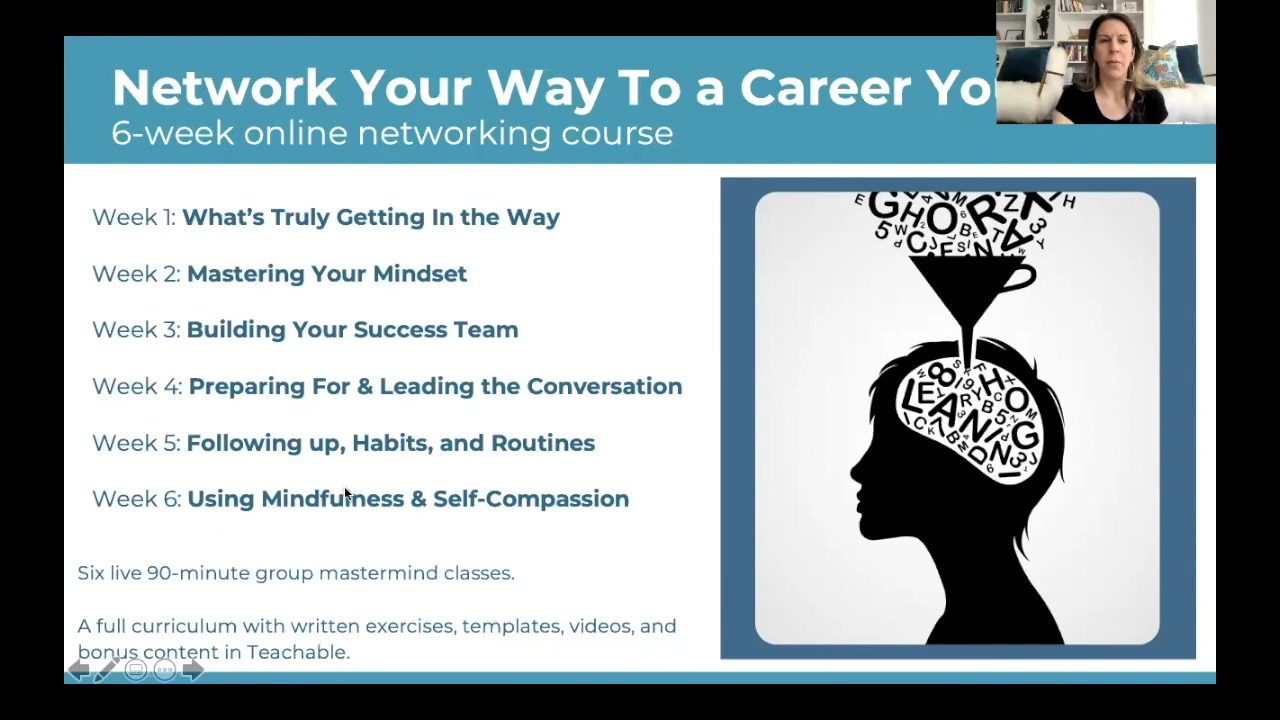 Network Your Way To a Career
6-week online networking course
Week 1: What's Truly Getting In the Way
Week 2: Mastering Your Mindset
Week 3: Building Your Success Team
Week 4: Preparing For & Leading the Conversation
Week 5: Following up, Habits, and Routines
Week 6: Using Mindfulness & Self-Compassion
Six live 90-minute group mastermind classes.
A full curriculum with written exercises, templates, videos, and
bonus content in Teachable.